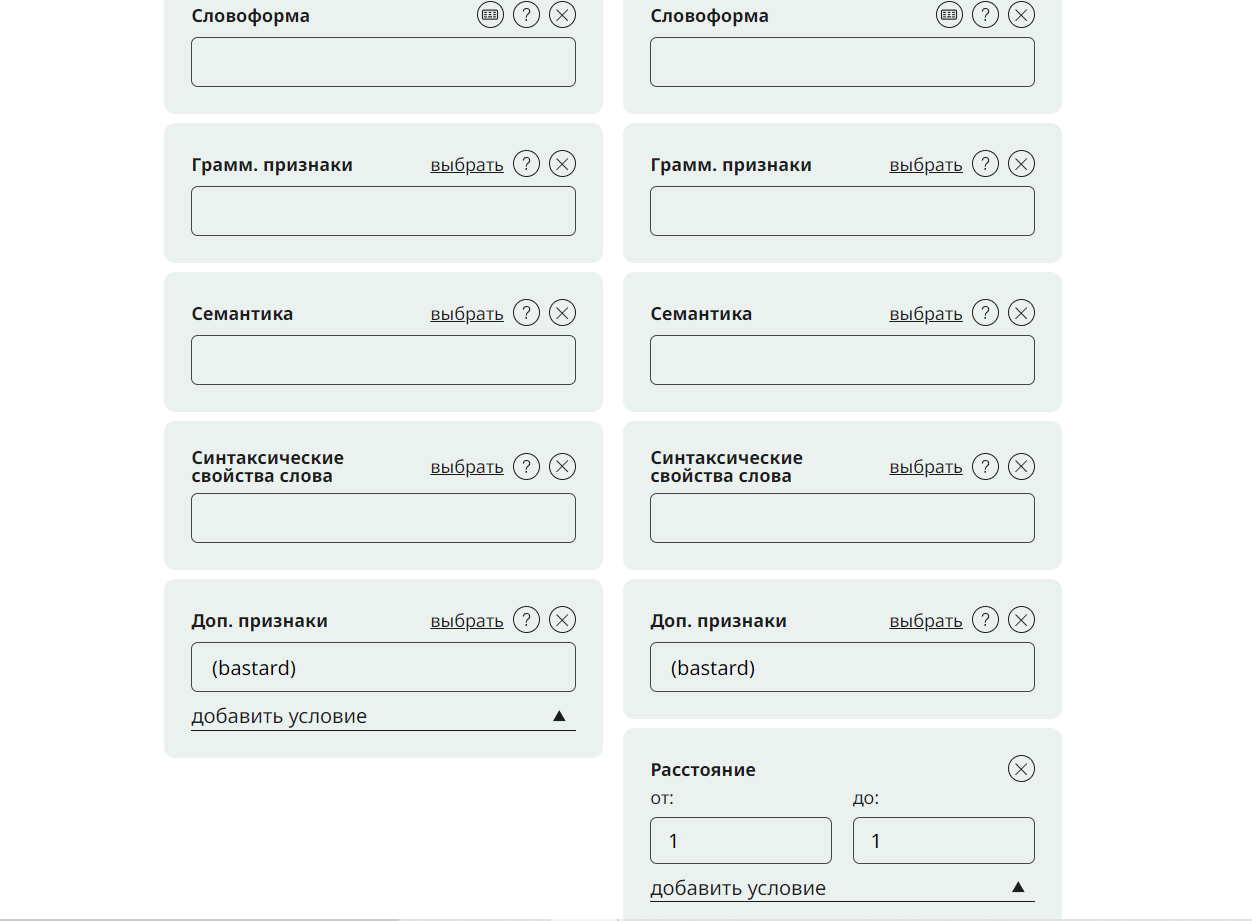 Словоформа ?
Грамм. признаки выбрать ?
Семантика выбрать ?
Синтаксические
свойства слова выбрать ?
Доп. признаки выбрать ?
(bastard)
добавить условие
Словоформа ?
Грамм. признаки выбрать ?
Семантика выбрать ?
Синтаксические
свойства слова выбрать ?
Доп. признаки выбрать ?
(bastard)
Расстояние
от: до:
1 1
добавить условие